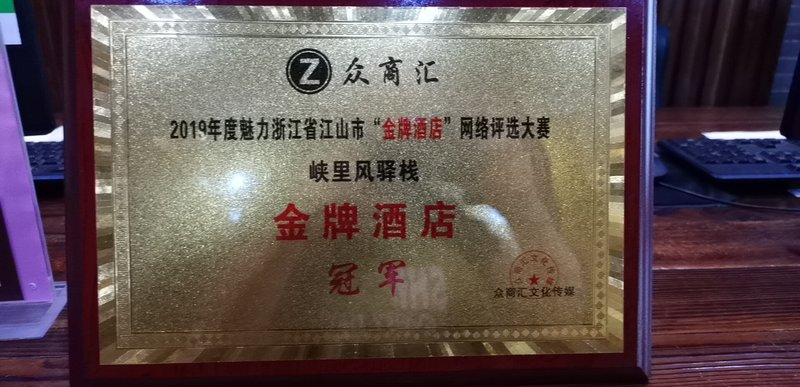 Z 众商汇
2019年度魅力浙江省江山市“金牌酒店”网络评选大赛
峡里风驿栈
金牌酒店
冠军
众商汇文化传媒